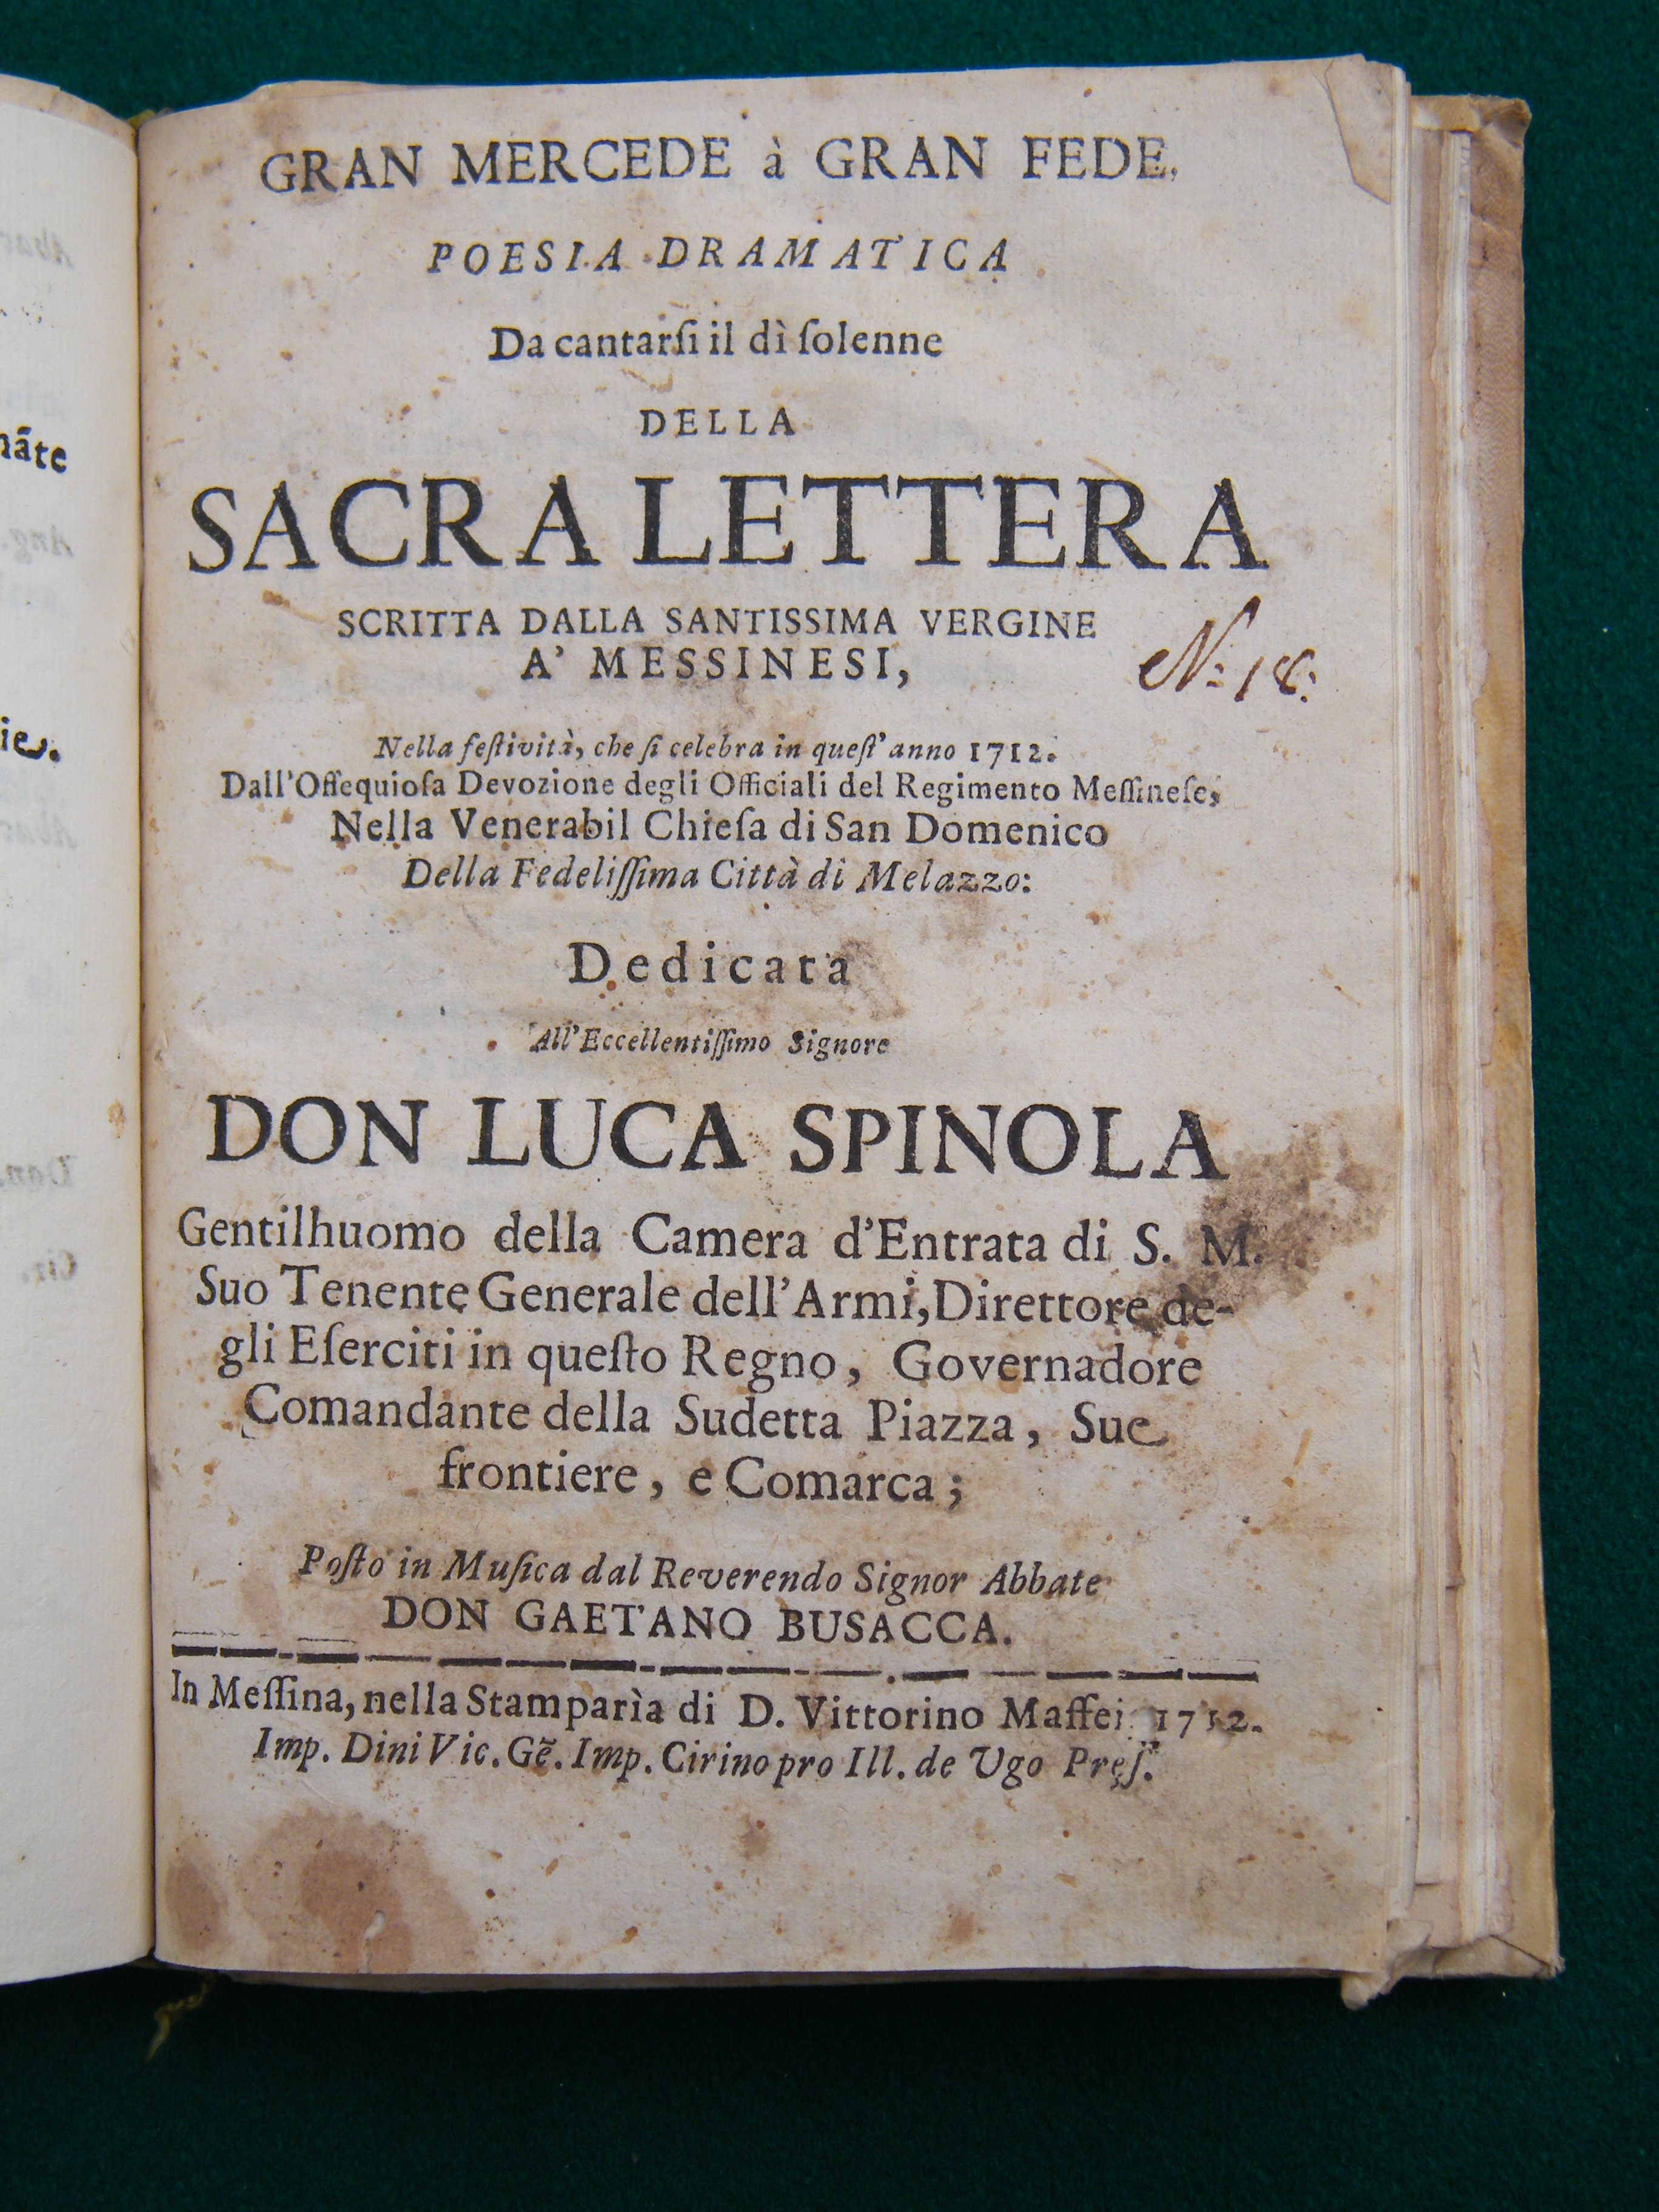 GRAN MERCEDE à GRAN FEDE,
POESIA DRAMATICA
Da cantarſi il dì ſolenne
DELLA
SACRA LETTERA
SCRITTA DALLA SANTISSIMA VERGINE
A' MESSINESI,
N: 18:
Nella feſtività, che ſi celebra in queſt'anno 1712.
Dall'Oſſequioſa Devozione degli Officiali del Regimento Meſſineſe,
Nella Venerabil Chieſa di San Domenico
Della Fedeliſſima Città di Melazzo:
Dedicata
All'Eccellentiſſimo Signore
DON LUCA SPINOLA
Gentilhuomo della Camera d'Entrata di S. M.
Suo Tenente Generale dell'Armi, Direttore de-
gli Eſerciti in queſto Regno, Governadore
Comandante della Sudetta Piazza, Sue
frontiere, e Comarca;
Poſto in Muſica dal Reverendo Signor Abbate
DON GAETANO BUSACCA.
In Meſſina, nella Stamparìa di D. Vittorino Maffei 1712.
Imp. Dini Vic. Gẽ. Imp. Cirino pro Ill. de Ugo Preſ.